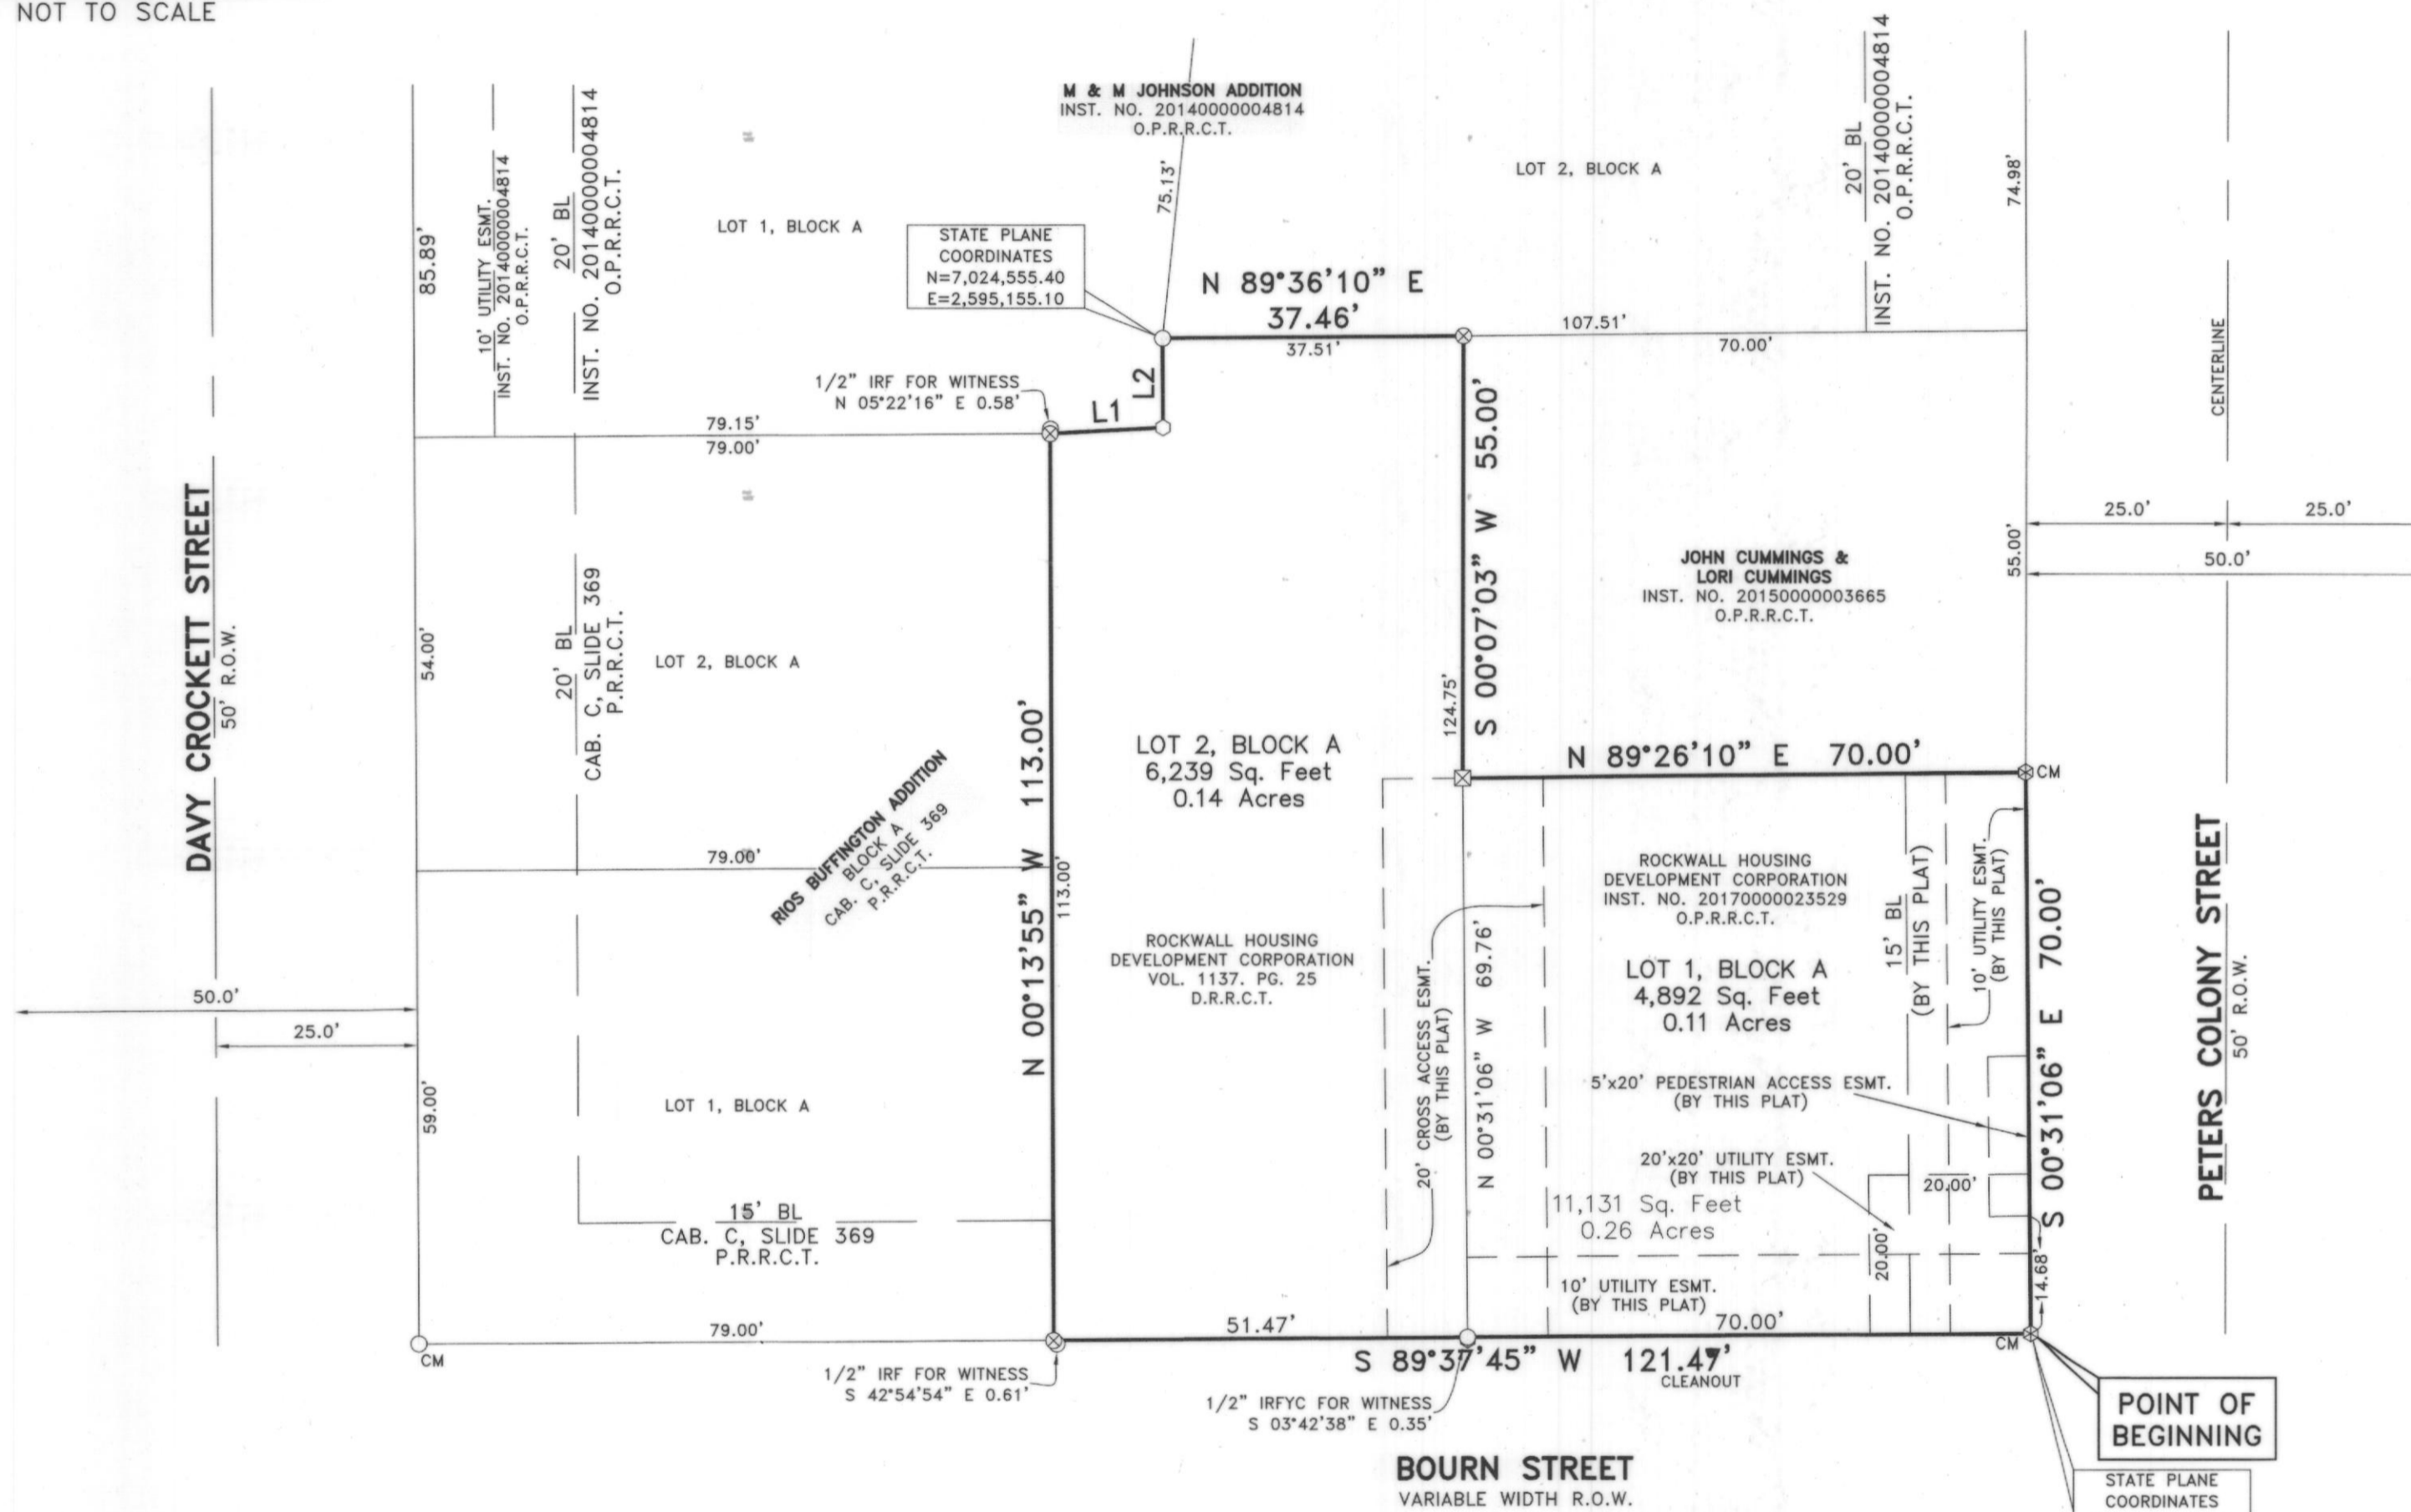 NOT TO SCALE
M & M JOHNSON ADDITION
INST. NO. 20140000004814
O.P.R.R.C.T.
75.13'
LOT 2, BLOCK A
20' BL
INST. NO. 20140000004814
O.P.R.R.C.T.
74.98'
85.89'
10' UTILITY ESMT.
INST. NO. 20140000004814
O.P.R.R.C.T.
20' BL
INST. NO. 20140000004814
O.P.R.R.C.T.
LOT 1, BLOCK A
STATE PLANE
COORDINATES
N=7,024,555.40
E=2,595,155.10
N 89°36'10" E
37.46'
37.51'
107.51'
70.00'
CENTERLINE
1/2" IRF FOR WITNESS
N 05°22'16" E 0.58'
L1
L2
79.15'
79.00'
S 00°07'03" W 55.00'
124.75'
25.0'
25.0'
50.0'
55.00'
JOHN CUMMINGS &
LORI CUMMINGS
INST. NO. 20150000003665
O.P.R.R.C.T.
DAVY CROCKETT STREET
50' R.O.W.
54.00'
20' BL
CAB. C, SLIDE 369
P.R.R.C.T.
LOT 2, BLOCK A
N 00°13'55" W 113.00'
113.00'
LOT 2, BLOCK A
6,239 Sq. Feet
0.14 Acres
N 89°26'10" E 70.00'
CM
RIOS BUFFINGTON ADDITION
BLOCK A
CAB. C, SLIDE 369
P.R.R.C.T.
79.00'
ROCKWALL HOUSING
DEVELOPMENT CORPORATION
VOL. 1137. PG. 25
D.R.R.C.T.
20' CROSS ACCESS ESMT.
(BY THIS PLAT)
N 00°31'06" W 69.76'
ROCKWALL HOUSING
DEVELOPMENT CORPORATION
INST. NO. 20170000023529
O.P.R.R.C.T.
LOT 1, BLOCK A
4,892 Sq. Feet
0.11 Acres
15' BL
(BY THIS PLAT)
10' UTILITY ESMT.
(BY THIS PLAT)
S 00°31'06" E 70.00'
PETERS COLONY STREET
50' R.O.W.
50.0'
25.0'
59.00'
LOT 1, BLOCK A
5'x20' PEDESTRIAN ACCESS ESMT.
(BY THIS PLAT)
20'x20' UTILITY ESMT.
(BY THIS PLAT)
20.00'
20.00'
14.68'
11,131 Sq. Feet
0.26 Acres
15' BL
CAB. C, SLIDE 369
P.R.R.C.T.
10' UTILITY ESMT.
(BY THIS PLAT)
79.00'
51.47'
70.00'
CM
CM
S 89°37'45" W 121.47'
CLEANOUT
1/2" IRF FOR WITNESS
S 42°54'54" E 0.61'
1/2" IRFYC FOR WITNESS
S 03°42'38" E 0.35'
POINT OF
BEGINNING
BOURN STREET
VARIABLE WIDTH R.O.W.
STATE PLANE
COORDINATES